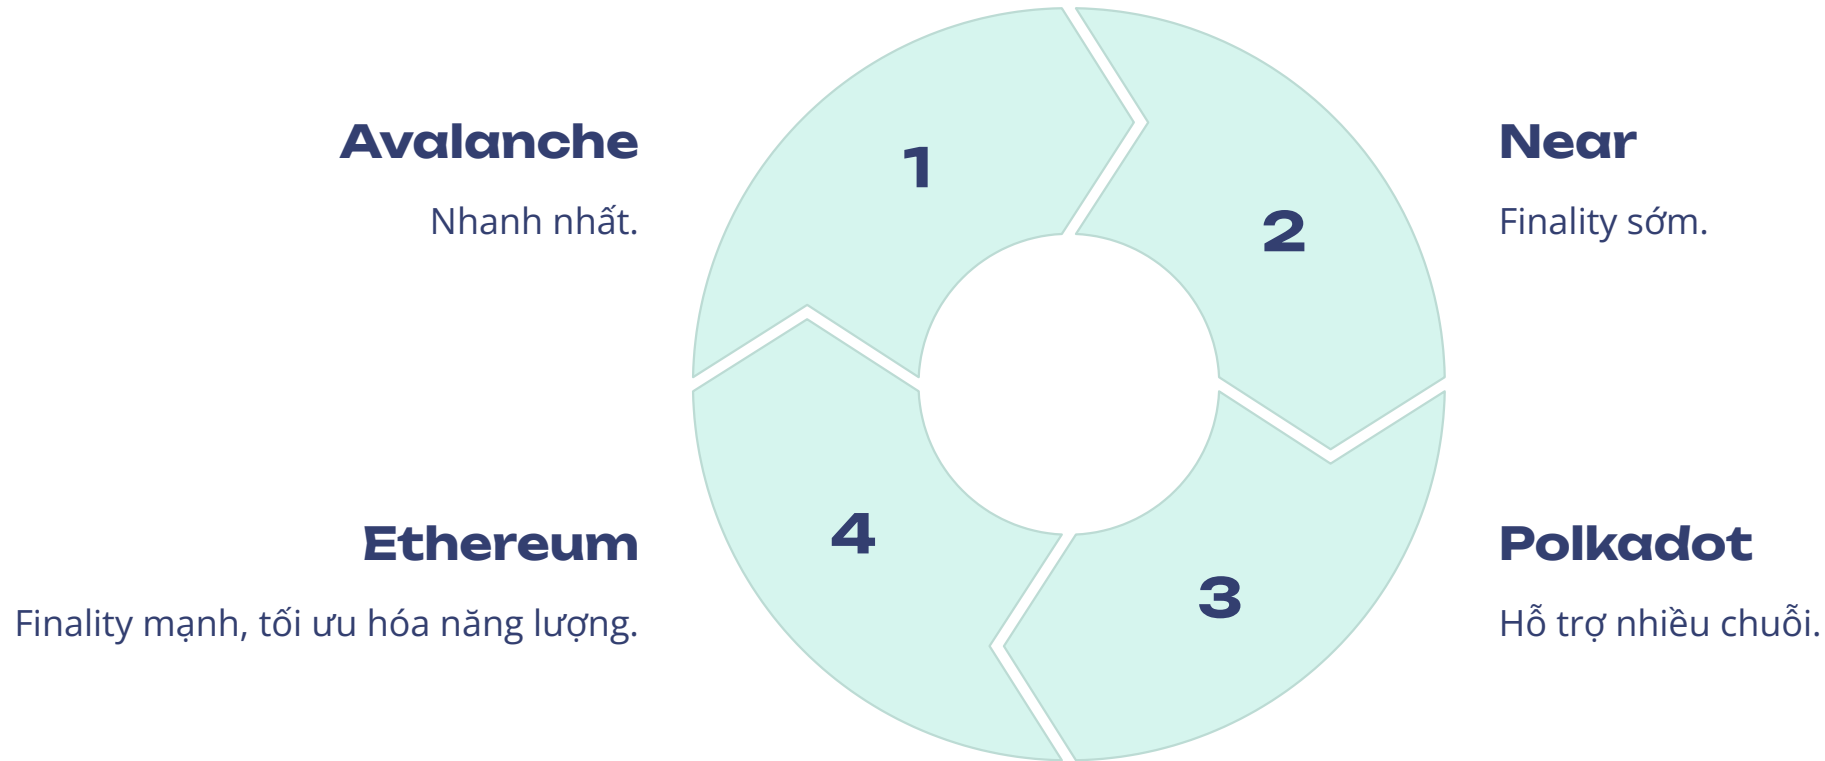 Avalanche
Nhanh nhất.
1
Near
Finality sớm.
2
Polkadot
Hỗ trợ nhiều chuỗi.
3
Ethereum
Finality mạnh, tối ưu hóa năng lượng.
4